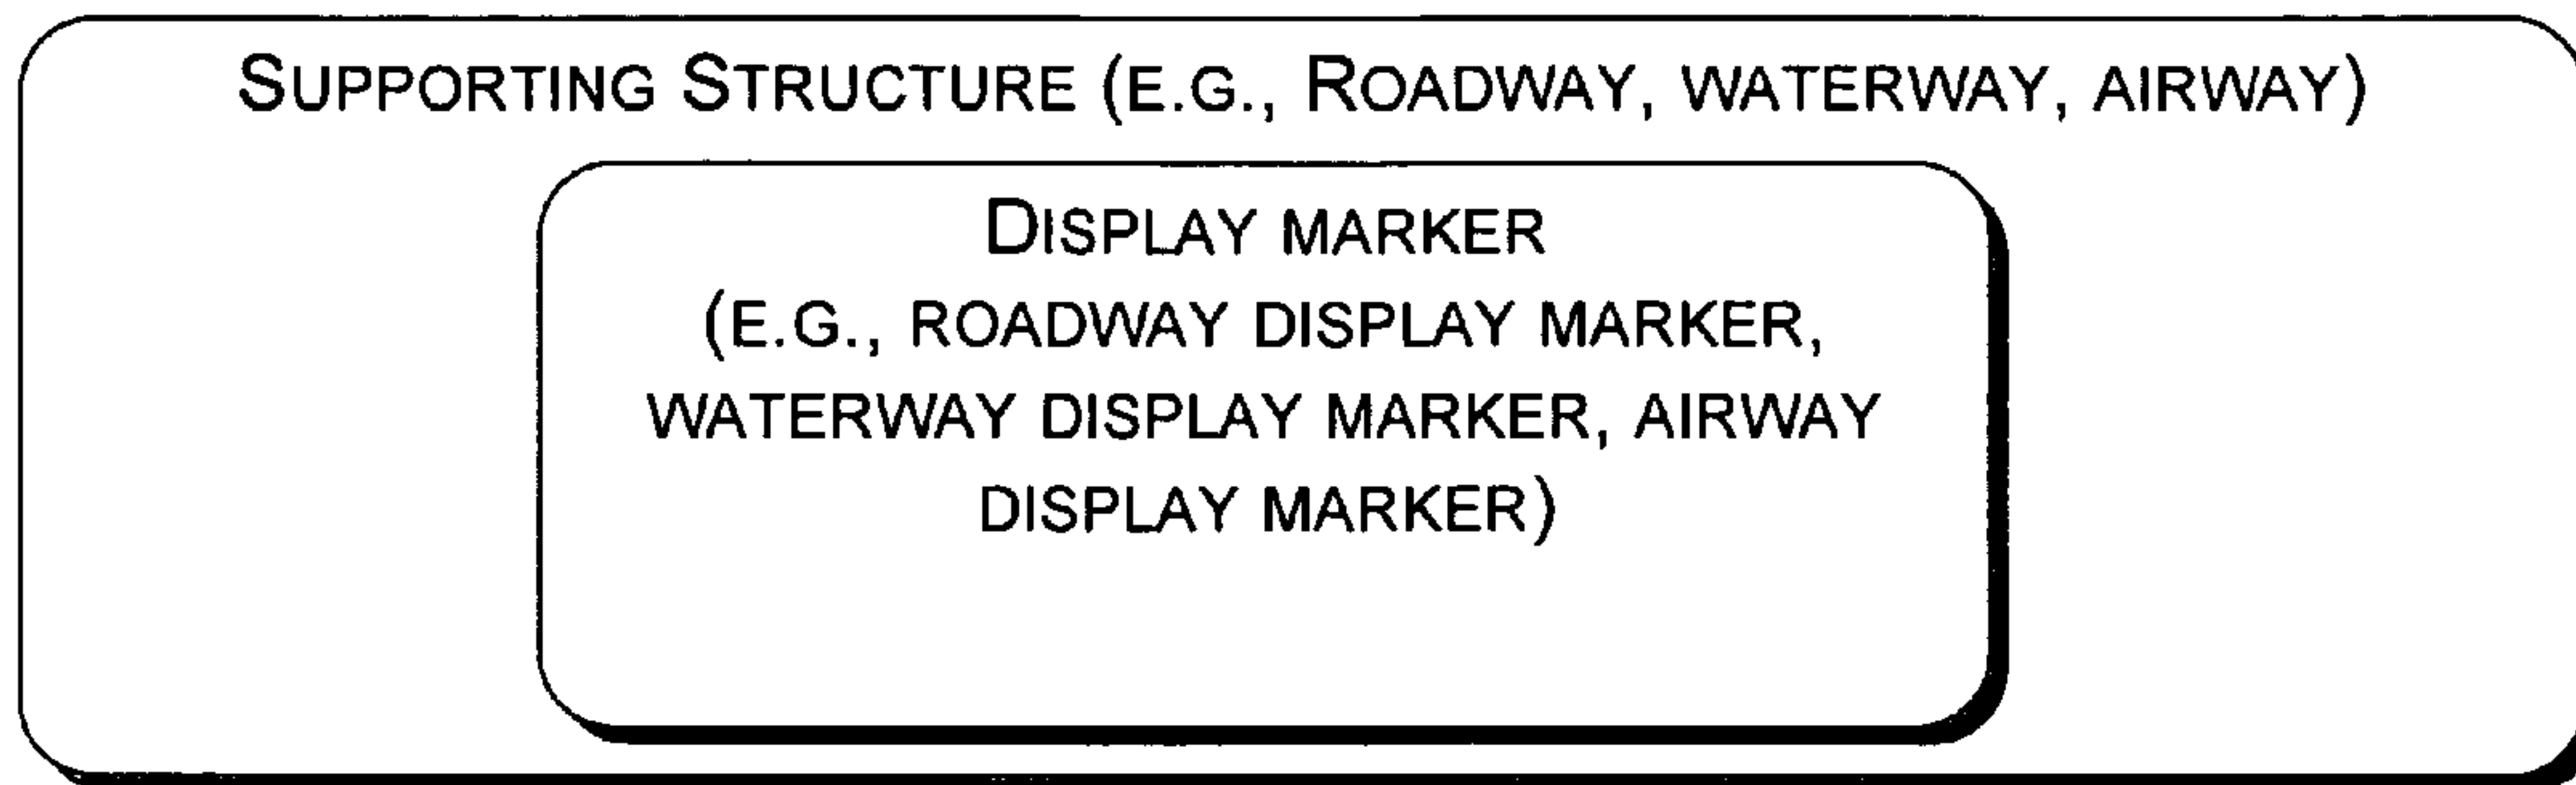 SUPPORTING STRUCTURE (E.G., ROADWAY, WATERWAY, AIRWAY)
DISPLAY MARKER
(E.G., ROADWAY DISPLAY MARKER,
WATERWAY DISPLAY MARKER, AIRWAY
DISPLAY MARKER)